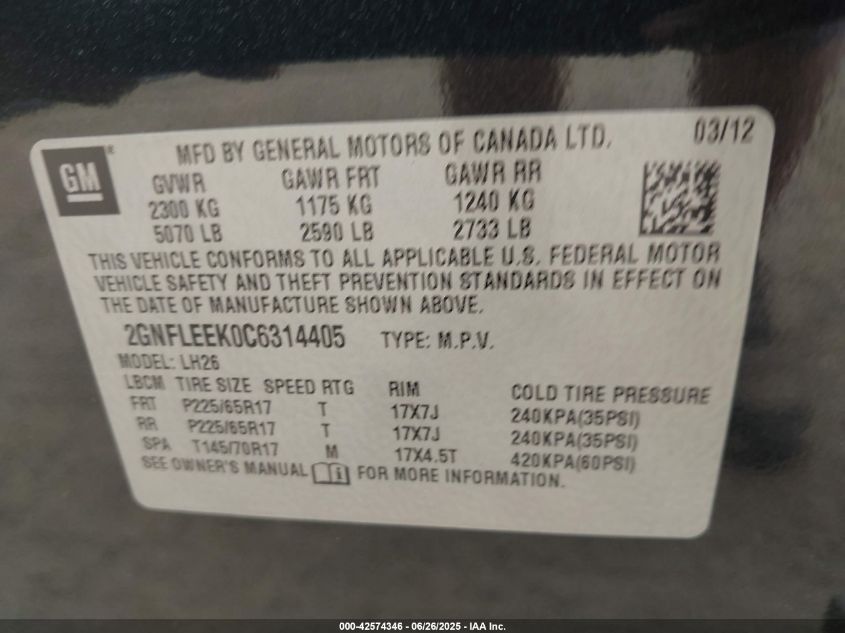 GM®
MFD BY GENERAL MOTORS OF CANADA LTD. 03/12
GVWR GAWR FRT GAWR RR
2300 KG 1175 KG 1240 KG
5070 LB 2590 LB 2733 LB
THIS VEHICLE CONFORMS TO ALL APPLICABLE U.S. FEDERAL MOTOR
VEHICLE SAFETY AND THEFT PREVENTION STANDARDS IN EFFECT ON
THE DATE OF MANUFACTURE SHOWN ABOVE.
2GNFLEEK0C6314405 TYPE: M.P.V.
MODEL: LH26
LBCM TIRE SIZE SPEED RTG RIM COLD TIRE PRESSURE
FRT P225/65R17 T 17X7J 240KPA(35PSI)
RR P225/65R17 T 17X7J 240KPA(35PSI)
SPA T145/70R17 M 17X4.5T 420KPA(60PSI)
SEE OWNER'S MANUAL FOR MORE INFORMATION.
000-42574346 - 06/26/2025 - IAA Inc.